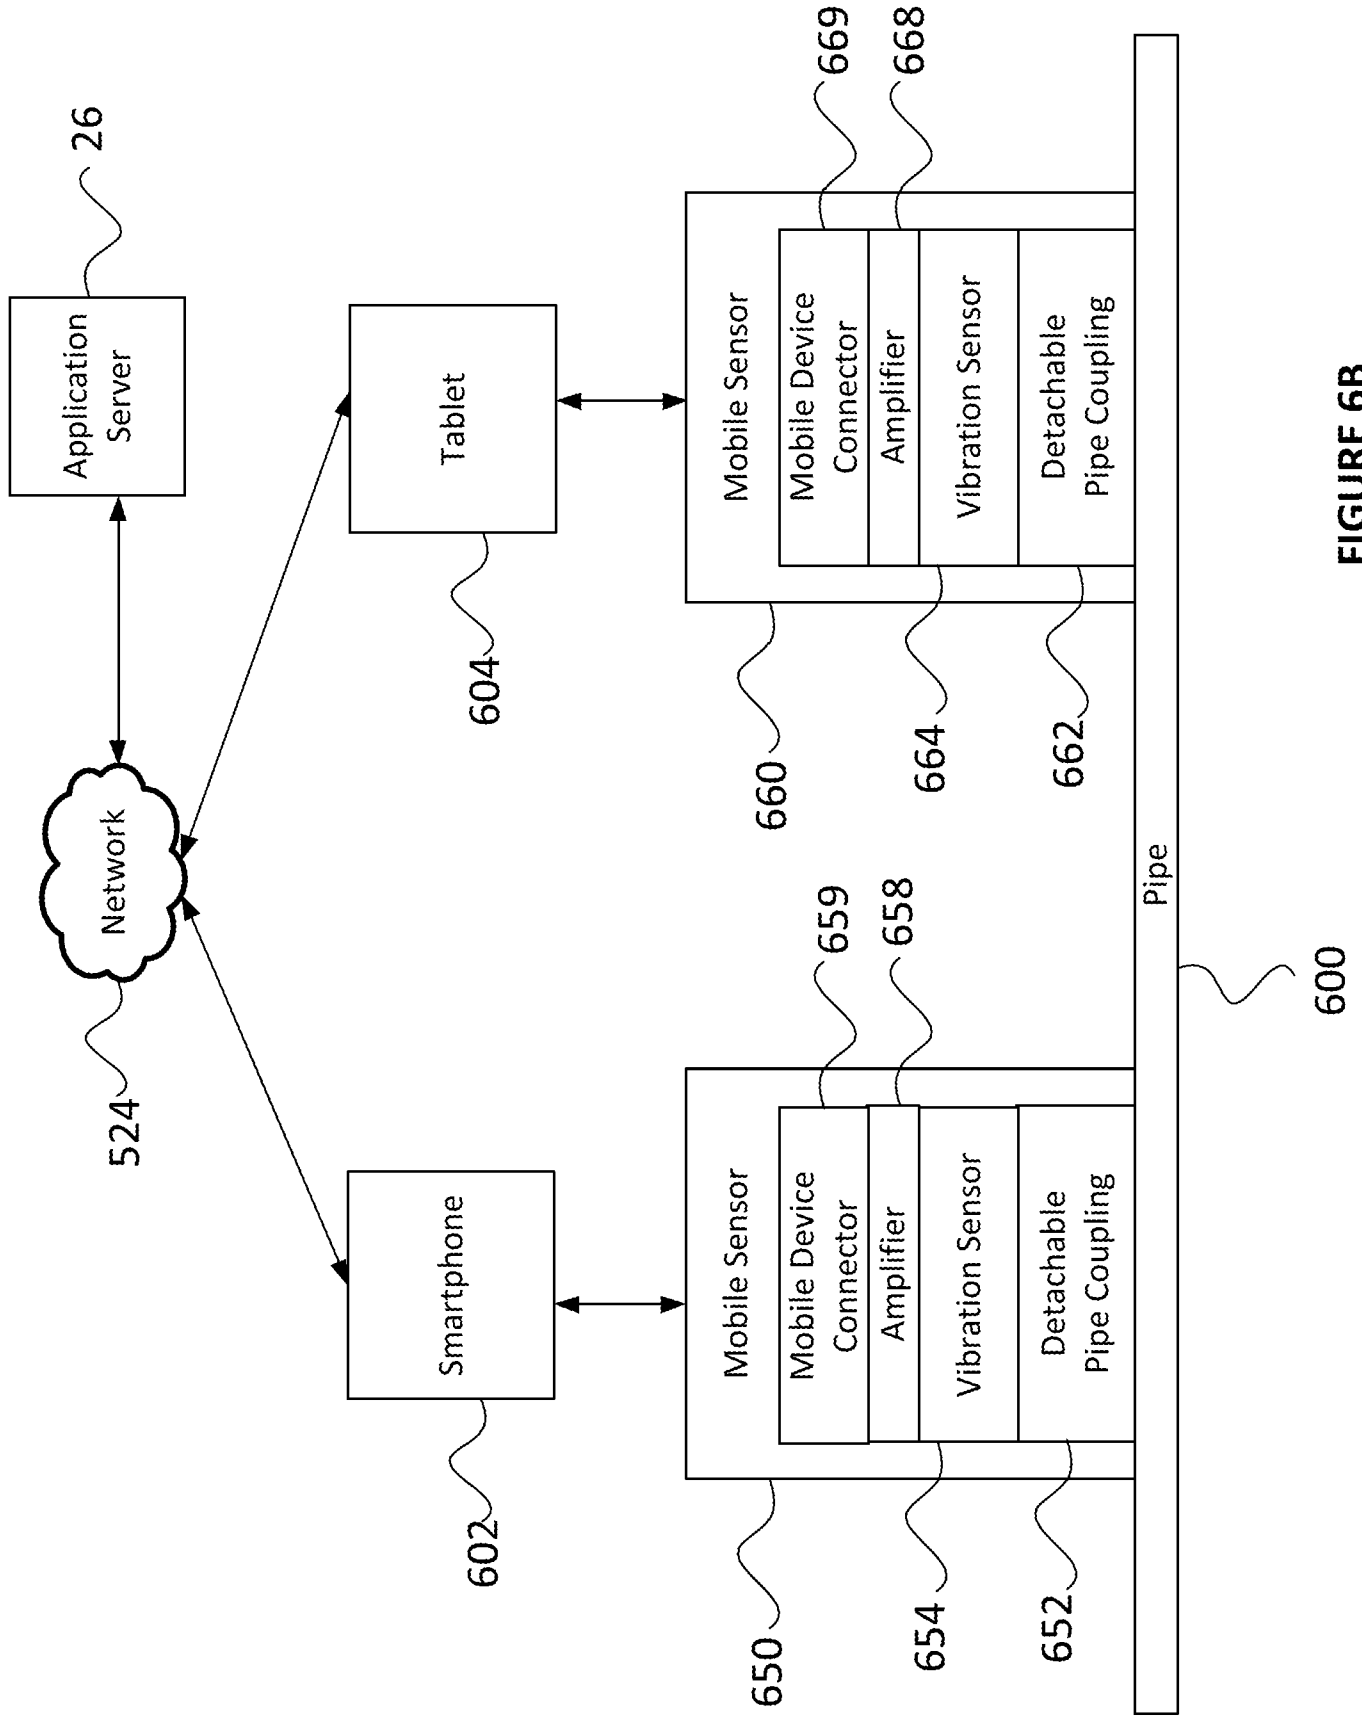 Application
Server
26
Network
524
Smartphone
602
Tablet
604
Mobile Sensor
Mobile Device
Connector
Amplifier
Vibration Sensor
Detachable
Pipe Coupling
650
659
658
654
652
Mobile Sensor
Mobile Device
Connector
Amplifier
Vibration Sensor
Detachable
Pipe Coupling
660
669
668
664
662
Pipe
600
FIGURE 6B